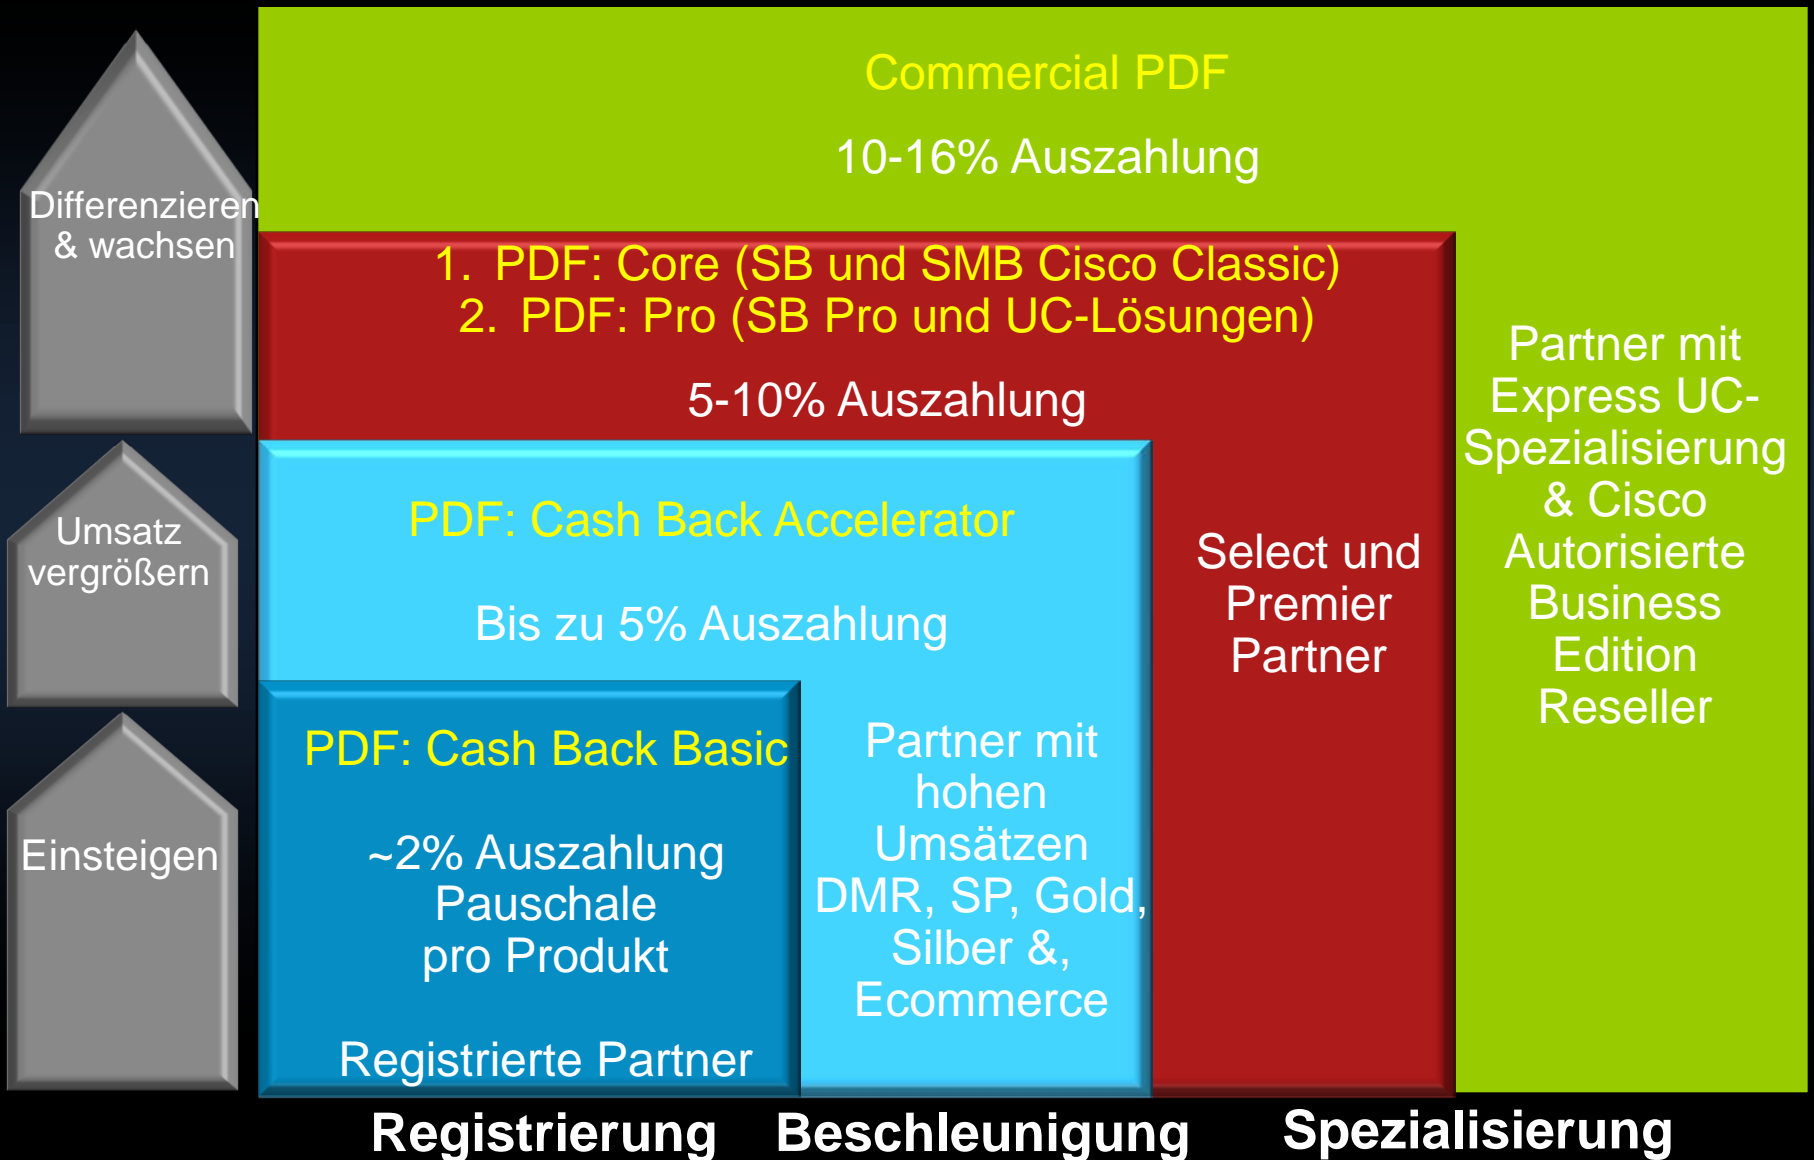 Commercial PDF
10-16% Auszahlung
Differenzieren
& wachsen
1. PDF: Core (SB und SMB Cisco Classic)
2. PDF: Pro (SB Pro und UC-Lösungen)
5-10% Auszahlung
Partner mit
Express UC-
Spezialisierung
& Cisco
Autorisierte
Business
Edition
Reseller
Umsatz
vergrößern
PDF: Cash Back Accelerator
Bis zu 5% Auszahlung
Select und
Premier
Partner
Partner mit
hohen
Umsätzen
DMR, SP, Gold,
Silber &,
Ecommerce
Einsteigen
PDF: Cash Back Basic
~2% Auszahlung
Pauschale
pro Produkt
Registrierte Partner
Registrierung
Beschleunigung
Spezialisierung